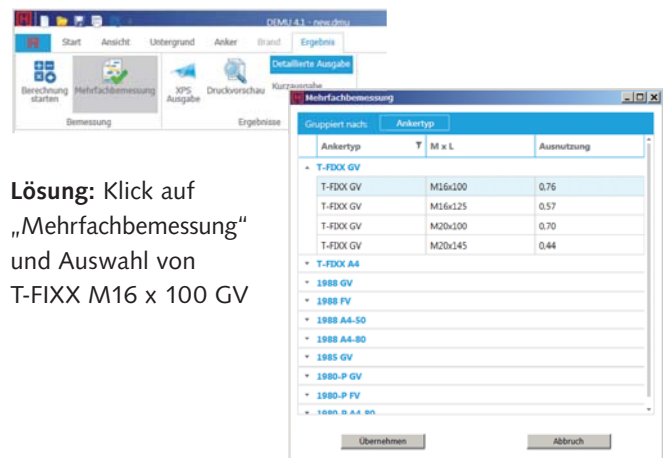 DEMU 4.1 - new.dmu
Start Ansicht Untergrund Anker Brand Ergebnis
Berechnung starten
Mehrfachbemessung
XPS Ausgabe
Druckvorschau
Detaillierte Ausgabe
Kurzausgabe
Bemessung
Ergebnisse
Mehrfachbemessung
Gruppiert nach: Ankertyp
Ankertyp M x L Ausnutzung
T-FIXX GV
T-FIXX GV M16x100 0,76
T-FIXX GV M16x125 0,57
T-FIXX GV M20x100 0,70
T-FIXX GV M20x145 0,44
T-FIXX A4
1988 GV
1988 FV
1988 A4-50
1988 A4-80
1985 GV
1980-P GV
1980-P FV
1980-P A4-80
Übernehmen Abbruch
Lösung: Klick auf
„Mehrfachbemessung“
und Auswahl von
T-FIXX M16 x 100 GV